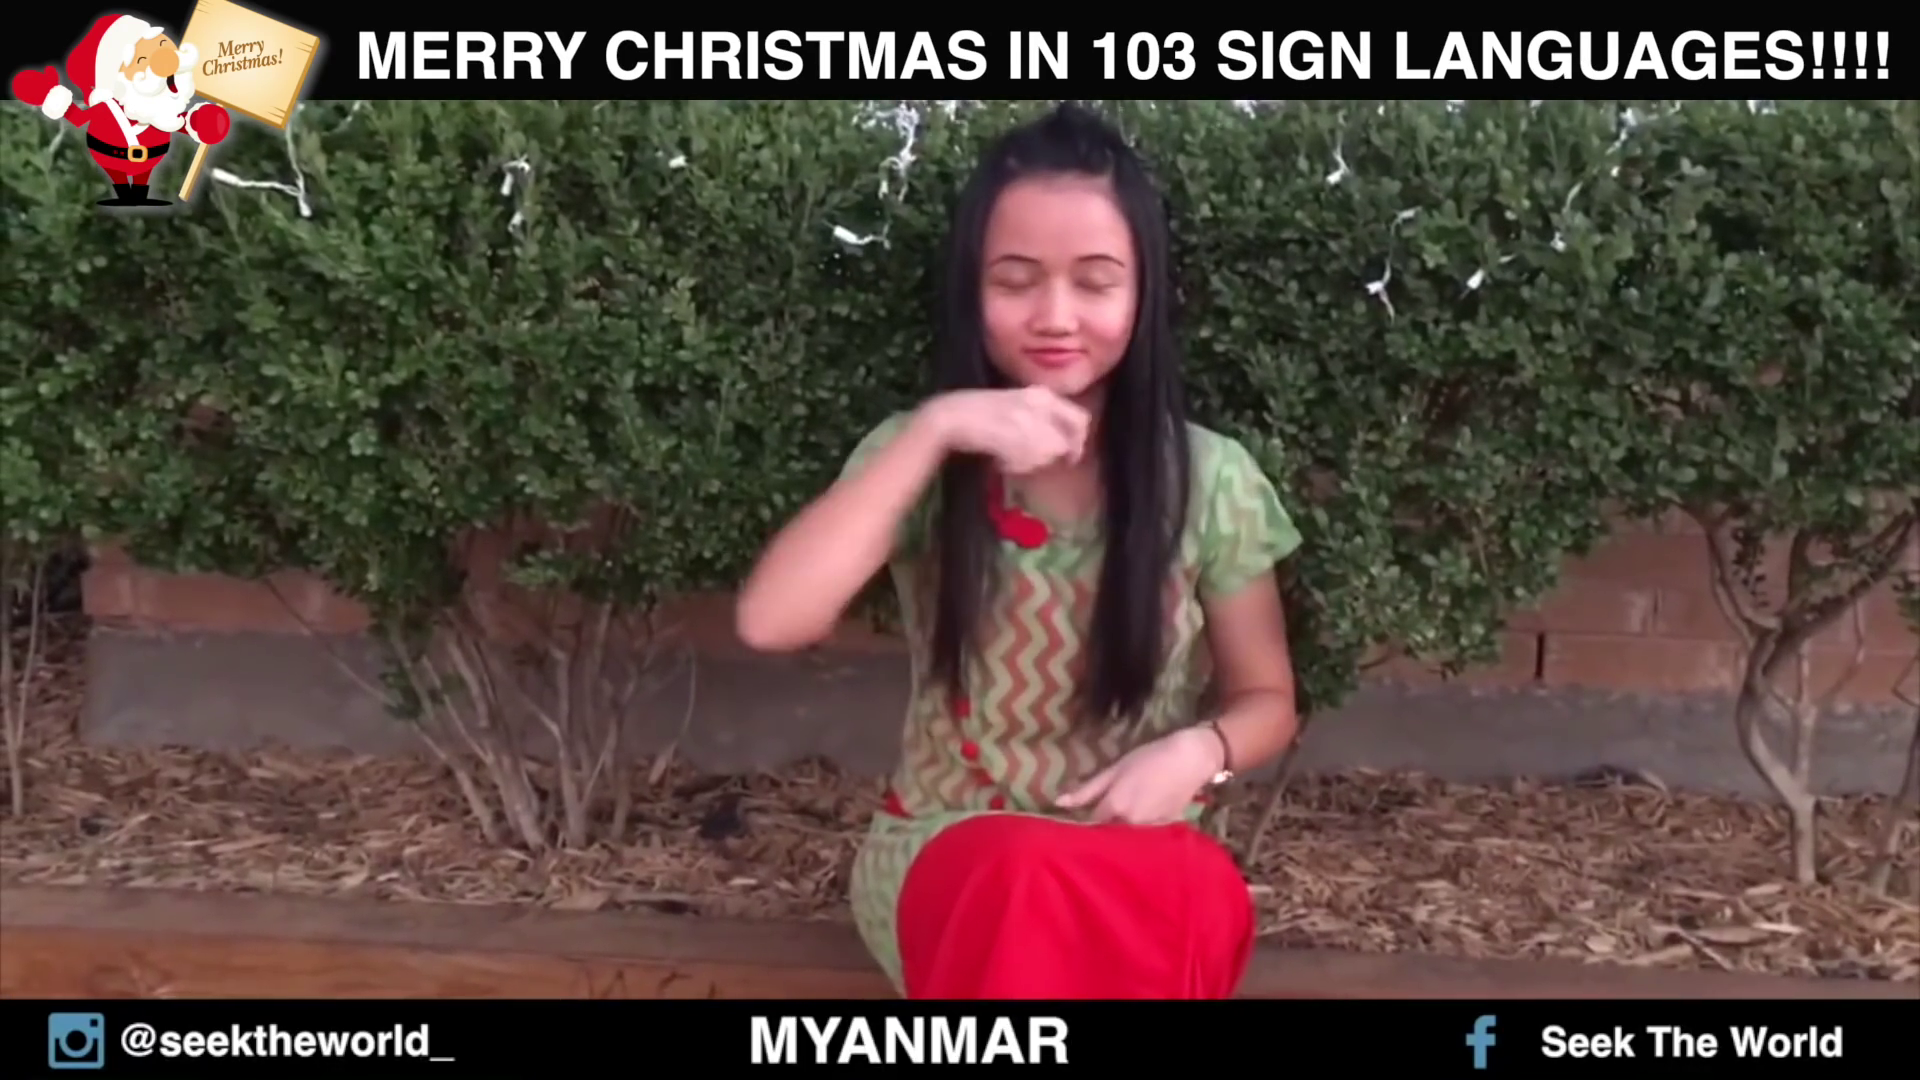 Merry
Christmas!
MERRY CHRISTMAS IN 103 SIGN LANGUAGES!!!!
@seektheworld_
MYANMAR
Seek The World